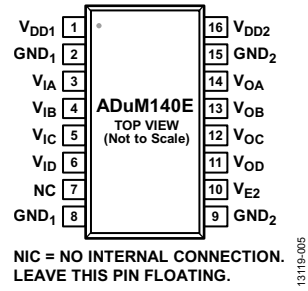 VDD1 1 16 VDD2
GND1 2 15 GND2
VIA 3 14 VOA
VIB 4 ADuM140E 13 VOB
TOP VIEW
VIC 5 (Not to Scale) 12 VOC
VID 6 11 VOD
NC 7 10 VE2
GND1 8 9 GND2
NIC = NO INTERNAL CONNECTION.
LEAVE THIS PIN FLOATING.
13119-005